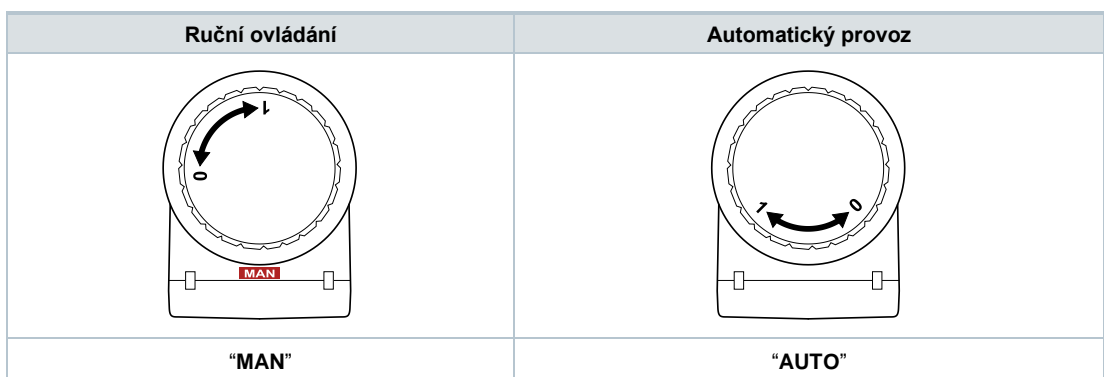 Ruční ovládání
Automatický provoz
1
0
MAN
1
0
“MAN”
“AUTO”